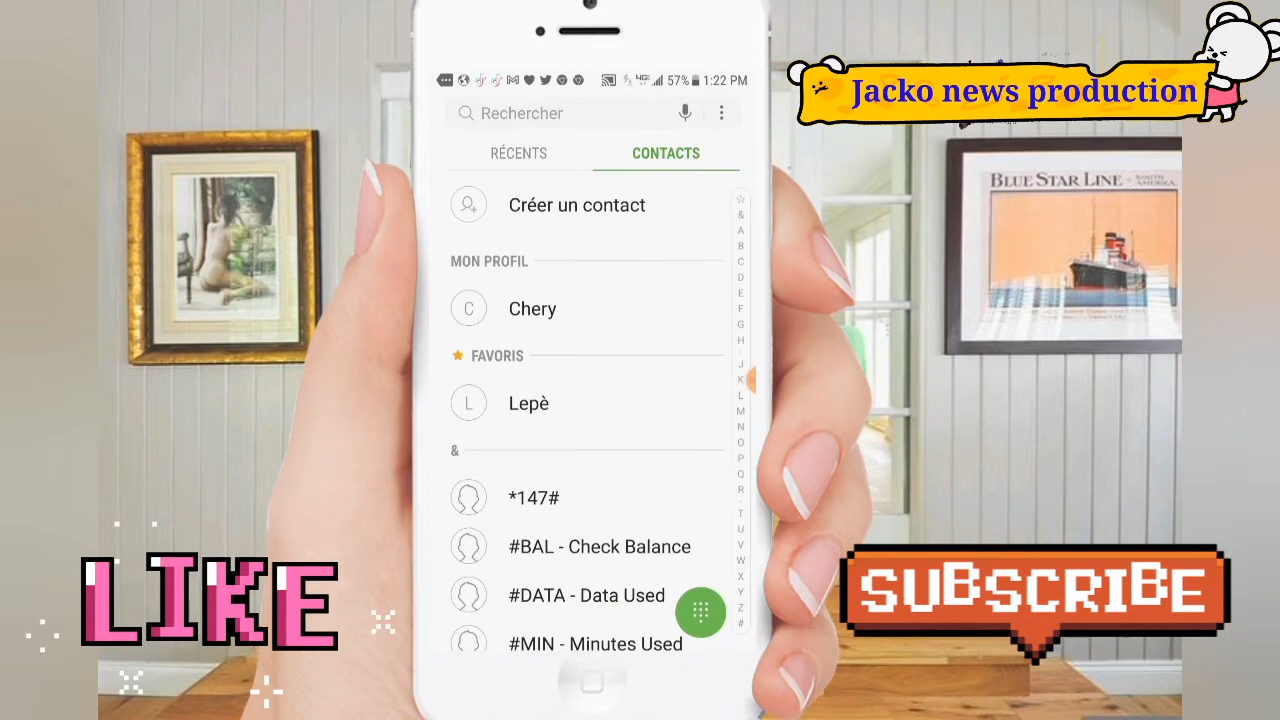 57% 1:22 PM
Jacko news production
Rechercher
RÉCENTS CONTACTS
Créer un contact
MON PROFIL
C Chery
FAVORIS
L Lepè
&
*147#
#BAL - Check Balance
#DATA - Data Used
#MIN - Minutes Used
&
A
B
C
D
E
F
G
H
J
K
L
M
N
O
P
Q
R
T
U
V
W
X
Y
Z
#
BLUE STAR LINE - SOUTH AMERICA
LIKE
SUBSCRIBE